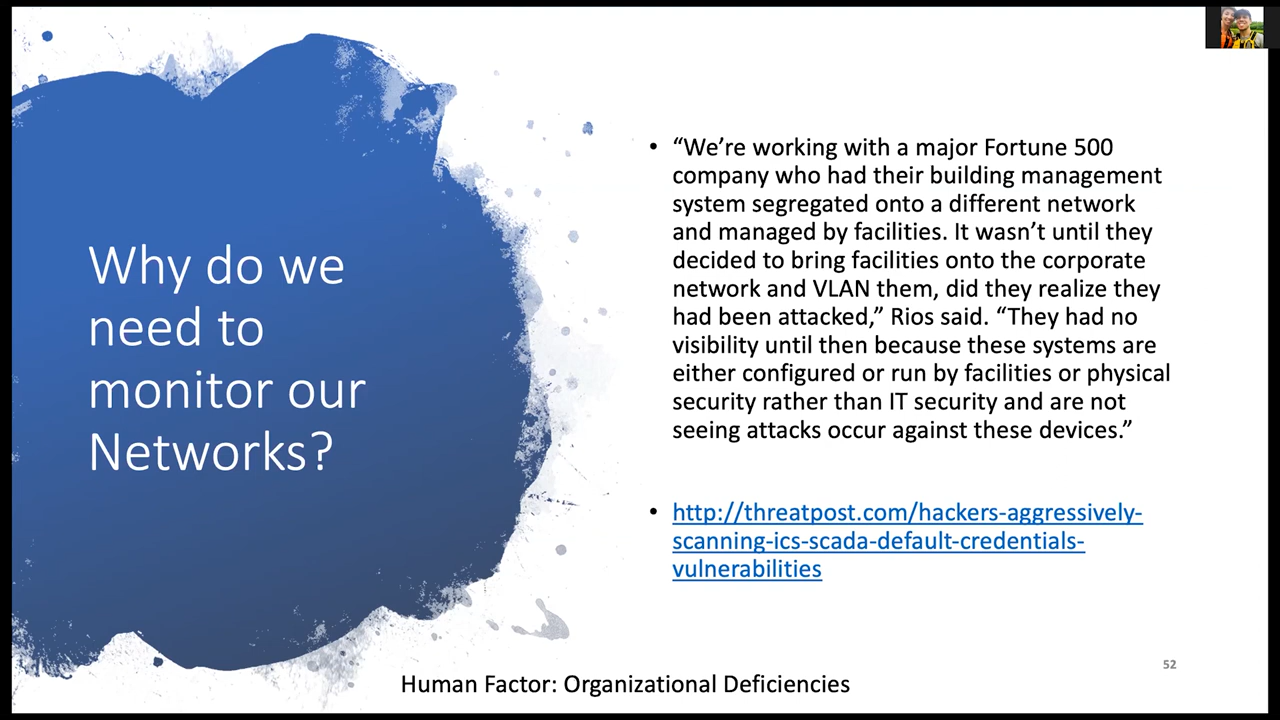 Why do we
need to
monitor our
Networks?
• “We’re working with a major Fortune 500
company who had their building management
system segregated onto a different network
and managed by facilities. It wasn’t until they
decided to bring facilities onto the corporate
network and VLAN them, did they realize they
had been attacked,” Rios said. “They had no
visibility until then because these systems are
either configured or run by facilities or physical
security rather than IT security and are not
seeing attacks occur against these devices.”
• http://threatpost.com/hackers-aggressively-
scanning-ics-scada-default-credentials-
vulnerabilities
52
Human Factor: Organizational Deficiencies